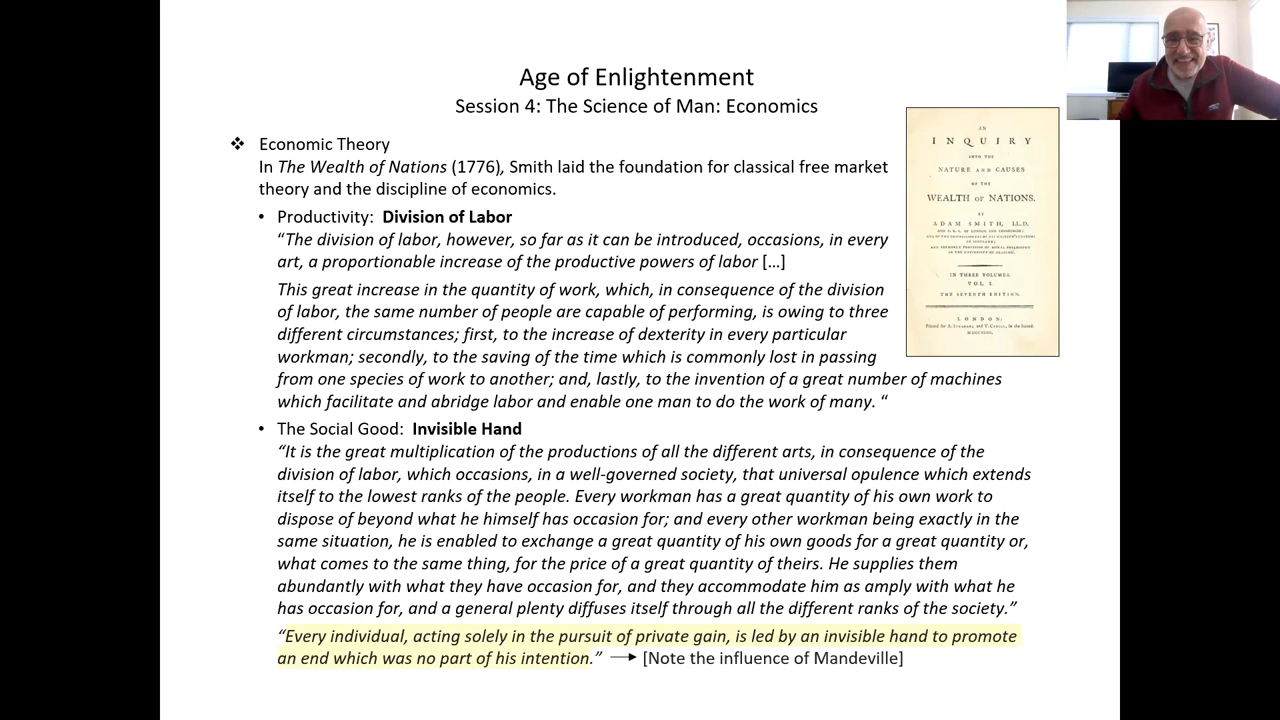 Age of Enlightenment
Session 4: The Science of Man: Economics
❖ Economic Theory
In The Wealth of Nations (1776), Smith laid the foundation for classical free market
theory and the discipline of economics.
• Productivity: Division of Labor
“The division of labor, however, so far as it can be introduced, occasions, in every
t, a proportionable increase of the productive powers of labor […]
This great increase in the quantity of work, which, in consequence of the division
of labor, the same number of people are capable of performing, is owing to three
different circumstances; first, to the increase of dexterity in every particular
workman; secondly, to the saving of the time which is commonly lost in passing
from one species of work to another; and, lastly, to the invention of a great number of machines
which facilitate and abridge labor and enable one man to do the work of many. “
• The Social Good: Invisible Hand
“It is the great multiplication of the productions of all the different arts, in consequence of the
division of labor, which occasions, in a well-governed society, that universal opulence which extends
itself to the lowest ranks of the people. Every workman has a great quantity of his own work to
dispose of beyond what he himself has occasion for; and every other workman being exactly in the
same situation, he is enabled to exchange a great quantity of his own goods for a great quantity or,
what comes to the same thing, for the price of a great quantity of theirs. He supplies them
abundantly with what they have occasion for, and they accommodate him as amply with what he
has occasion for, and a general plenty diffuses itself through all the different ranks of the society.”
“Every individual, acting solely in the pursuit of private gain, is led by an invisible hand to promote
an end which was no part of his intention.” → [Note the influence of Mandeville]
AN
INQUIRY
INTO THE
NATURE AND CAUSES
OF THE
WEALTH OF NATIONS.
BY
ADAM SMITH, LL.D.
IN THREE VOLUMES.
VOL. I.
THE SEVENTH EDITION.
LONDON: